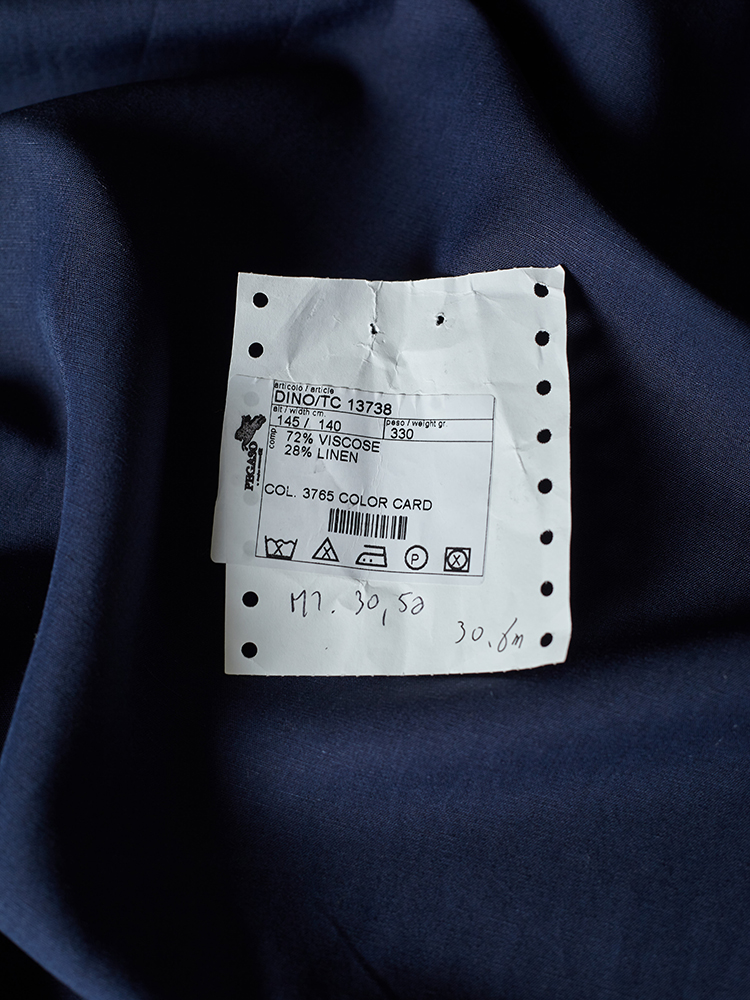 articolo / article
DINO/TC 13738
alt / width cm.
145 / 140
peso / weight gr
330
comp
72% VISCOSE
28% LINEN
PEGASO
COL. 3765 COLOR CARD
P
MT. 30,50
30.6m